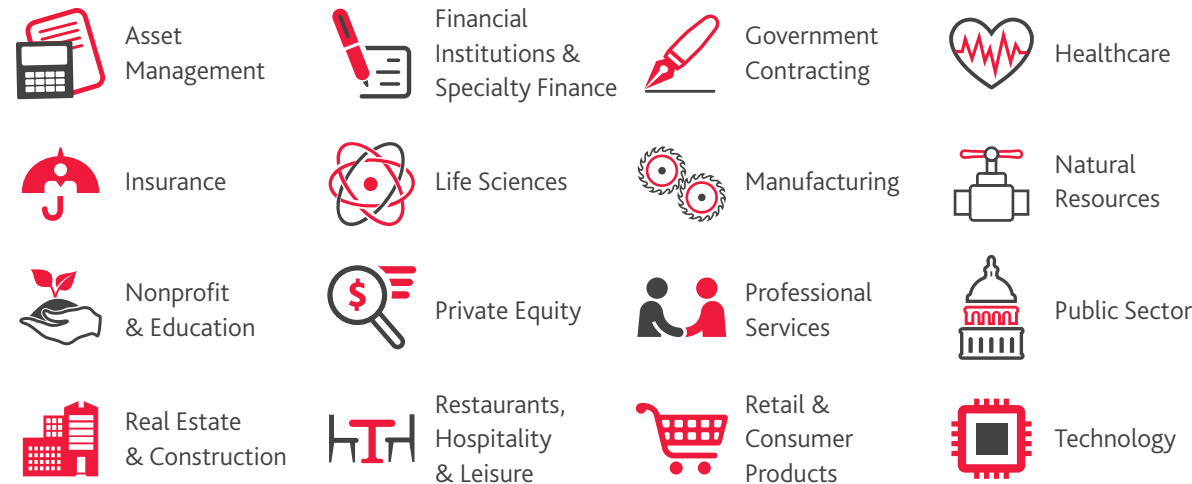 Asset
Management
Financial
Institutions &
Specialty Finance
Government
Contracting
Healthcare
Insurance
Life Sciences
Manufacturing
Natural
Resources
Nonprofit
& Education
$
Private Equity
Professional
Services
Public Sector
Real Estate
& Construction
Restaurants,
Hospitality
& Leisure
Retail &
Consumer
Products
Technology